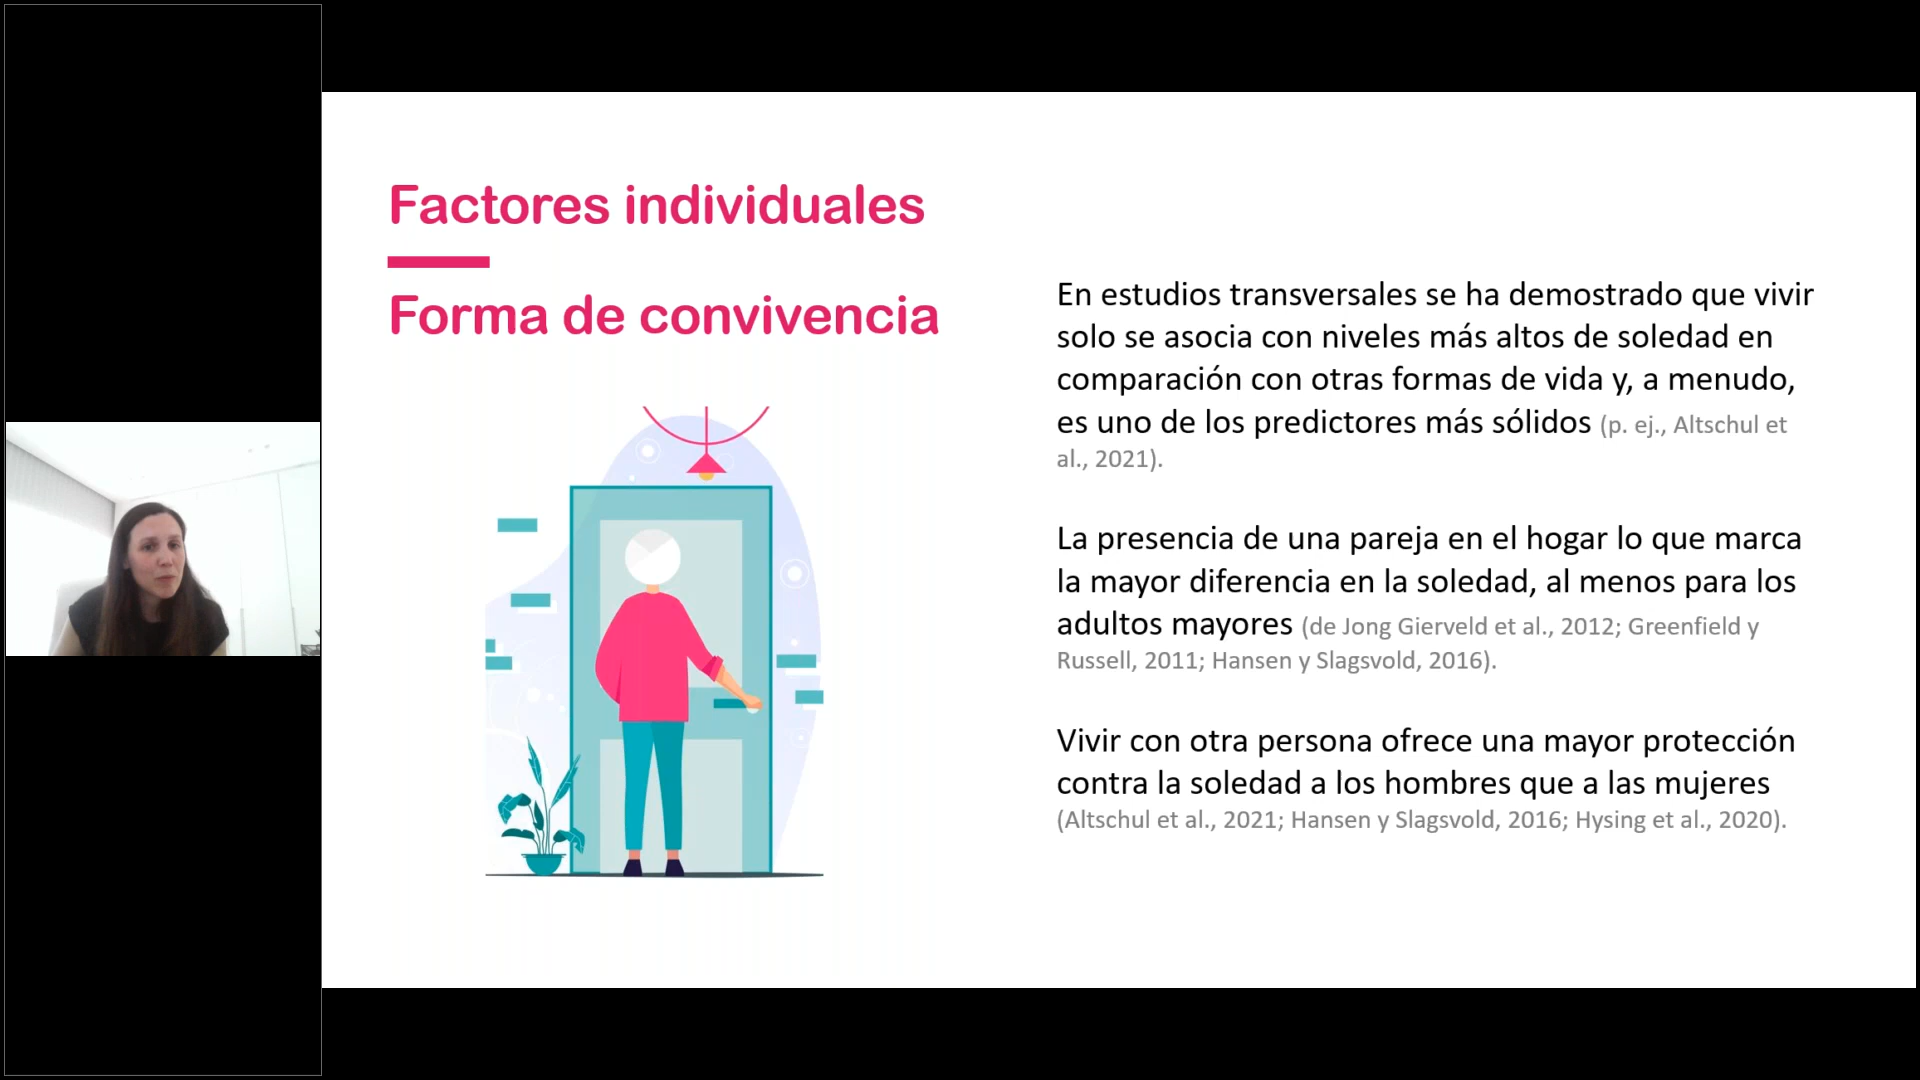 Factores individuales
Forma de convivencia
En estudios transversales se ha demostrado que vivir
solo se asocia con niveles más altos de soledad en
comparación con otras formas de vida y, a menudo,
es uno de los predictores más sólidos (p. ej., Altschul et
al., 2021).
La presencia de una pareja en el hogar lo que marca
la mayor diferencia en la soledad, al menos para los
adultos mayores (de Jong Gierveld et al., 2012; Greenfield y
Russell, 2011; Hansen y Slagsvold, 2016).
Vivir con otra persona ofrece una mayor protección
contra la soledad a los hombres que a las mujeres
(Altschul et al., 2021; Hansen y Slagsvold, 2016; Hysing et al., 2020).